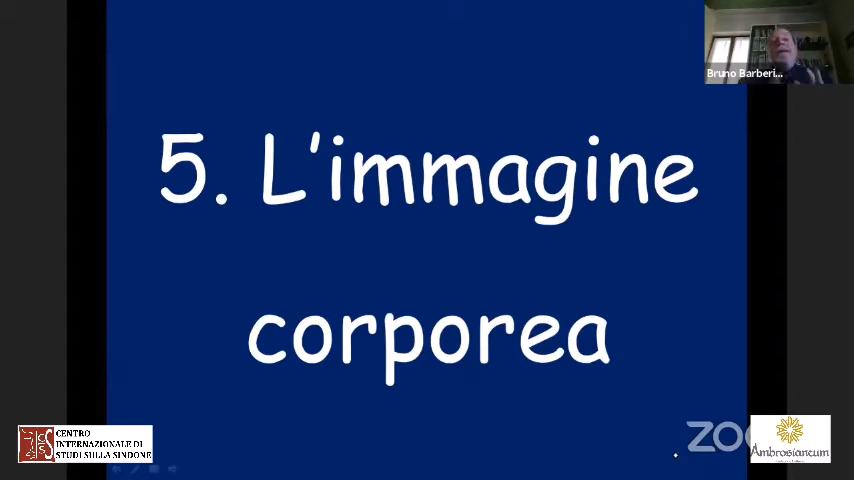 Bruno Barberi...
5. L'immagine
corporea
CENTRO
INTERNAZIONALE DI
STUDI SULLA SINDONE
Ambrosianeum